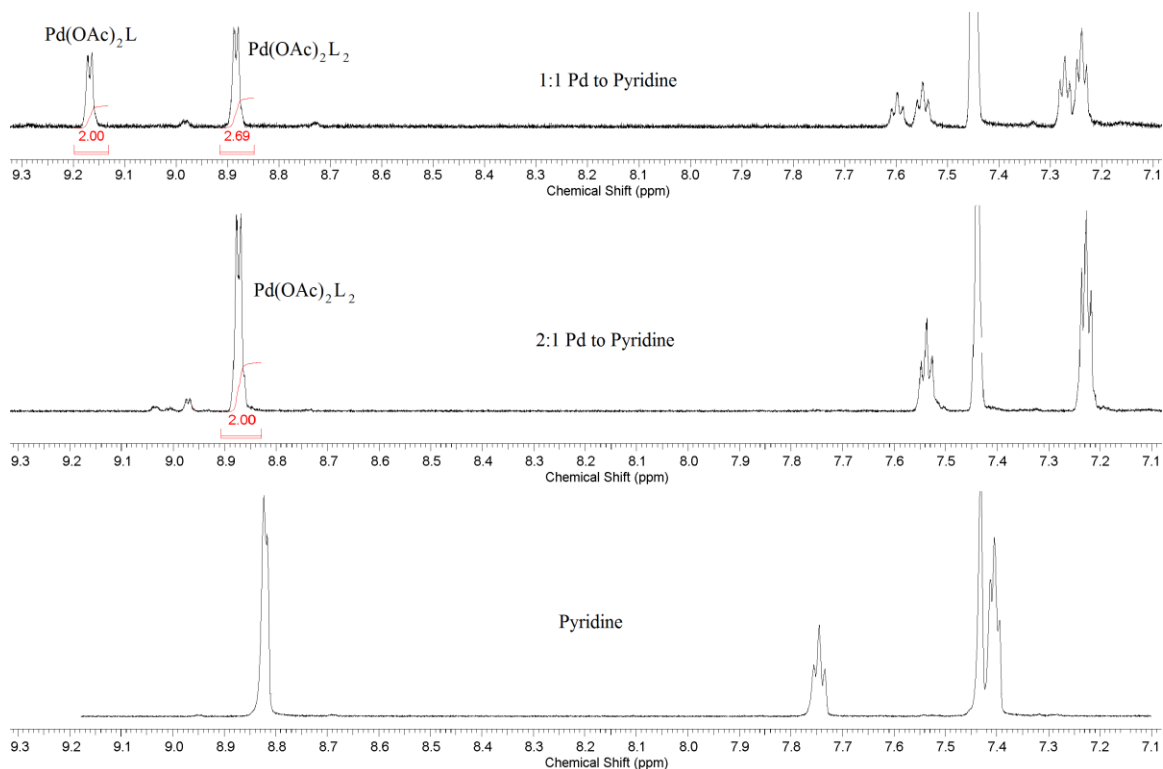 Pd(OAc)₂L
Pd(OAc)₂L₂
1:1 Pd to Pyridine
2.00
2.69
9.3 9.2 9.1 9.0 8.9 8.8 8.7 8.6 8.5 8.4 8.3 8.2 8.1 8.0 7.9 7.8 7.7 7.6 7.5 7.4 7.3 7.2 7.1
Chemical Shift (ppm)
Pd(OAc)₂L₂
2:1 Pd to Pyridine
2.00
9.3 9.2 9.1 9.0 8.9 8.8 8.7 8.6 8.5 8.4 8.3 8.2 8.1 8.0 7.9 7.8 7.7 7.6 7.5 7.4 7.3 7.2 7.1
Chemical Shift (ppm)
Pyridine
9.3 9.2 9.1 9.0 8.9 8.8 8.7 8.6 8.5 8.4 8.3 8.2 8.1 8.0 7.9 7.8 7.7 7.6 7.5 7.4 7.3 7.2 7.1
Chemical Shift (ppm)